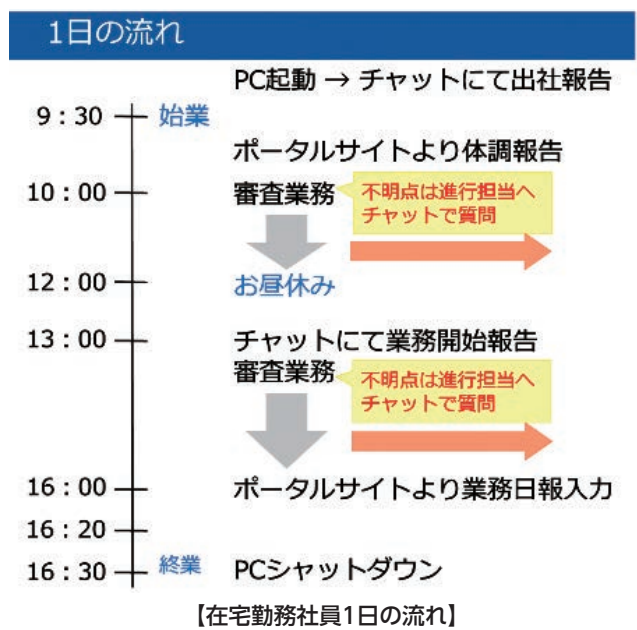 1日の流れ
PC起動 → チャットにて出社報告
9：30 始業
ポータルサイトより体調報告
10：00 審査業務
不明点は進行担当へ
チャットで質問
12：00 お昼休み
13：00 チャットにて業務開始報告
審査業務
不明点は進行担当へ
チャットで質問
16：00 ポータルサイトより業務日報入力
16：20
16：30 終業 PCシャットダウン
【在宅勤務社員1日の流れ】